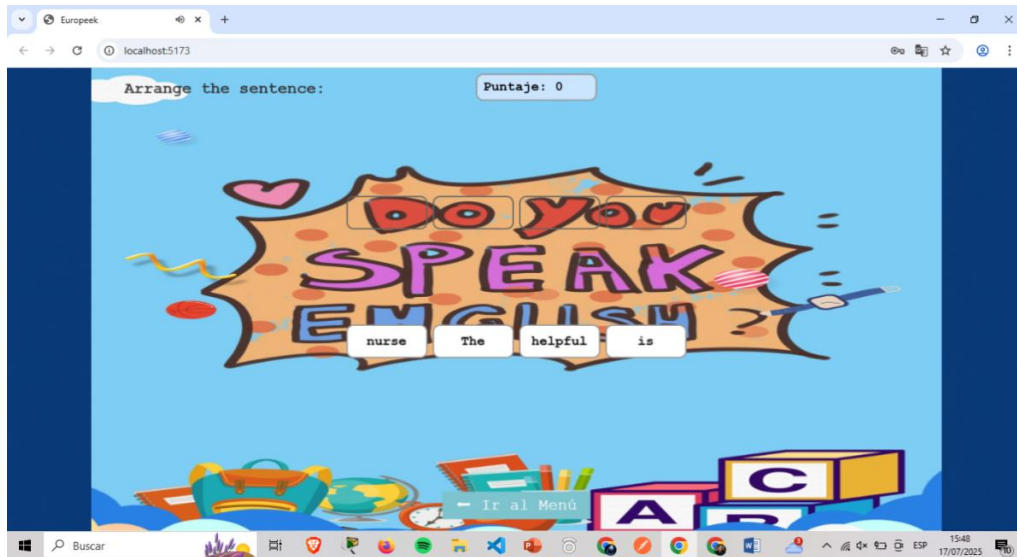 Europeek
localhost:5173
Arrange the sentence:
Puntaje: 0
Do You
SPEAK
ENGLISH?
nurse The helpful is
← Ir al Menú
C
A
Buscar
ESP
15:48
17/07/2025